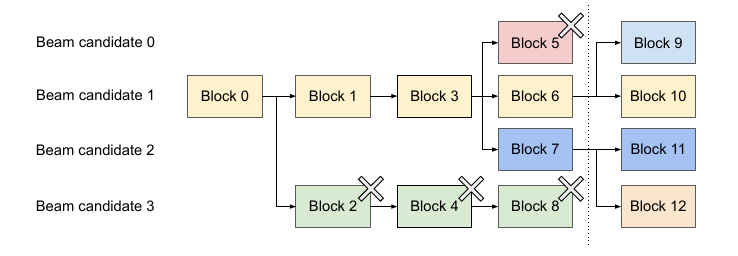 Beam candidate 0
Block 5
Block 9
Beam candidate 1
Block 0
Block 1
Block 3
Block 6
Block 10
Beam candidate 2
Block 7
Block 11
Beam candidate 3
Block 2
Block 4
Block 8
Block 12